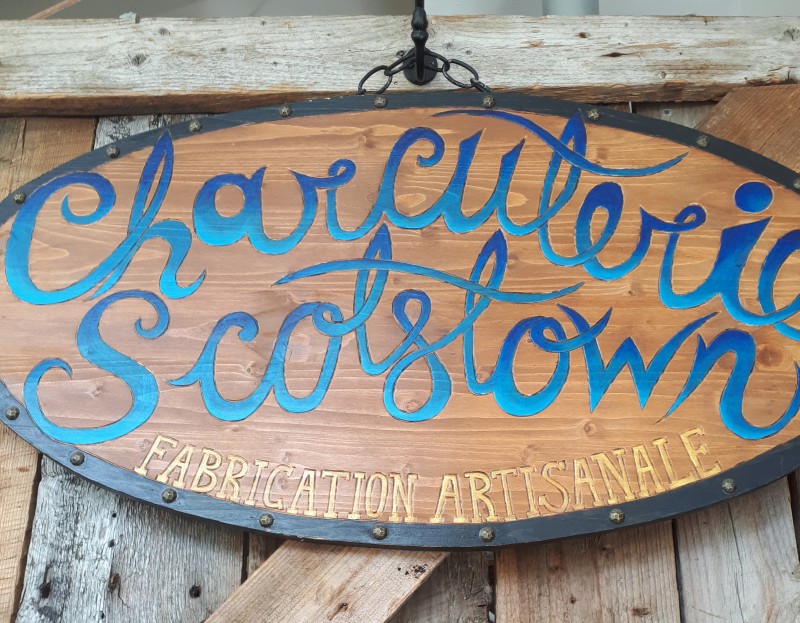 Charcuterie
Scotstown
FABRICATION ARTISANALE